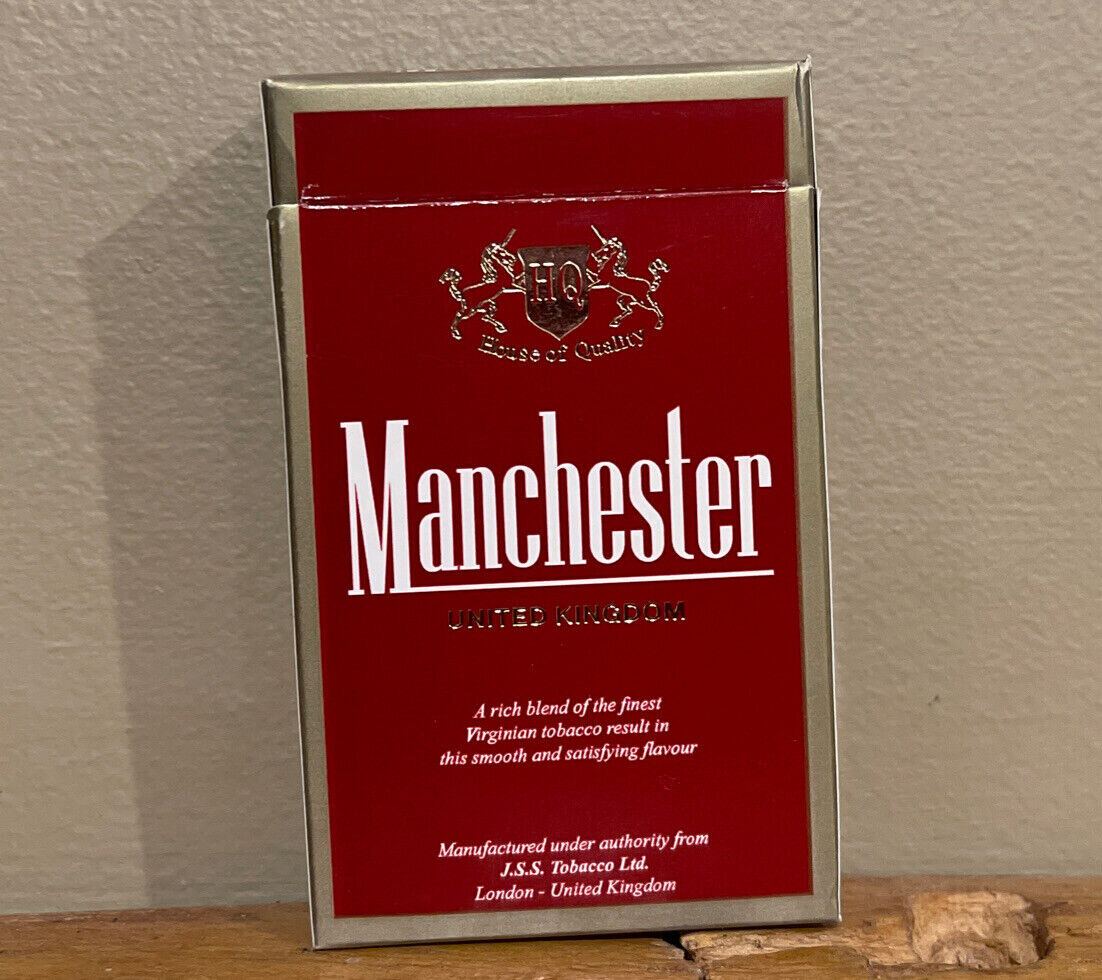 HQ
House of Quality
Manchester
UNITED KINGDOM
A rich blend of the finest
Virginian tobacco result in
this smooth and satisfying flavour
Manufactured under authority from
J.S.S. Tobacco Ltd.
London - United Kingdom